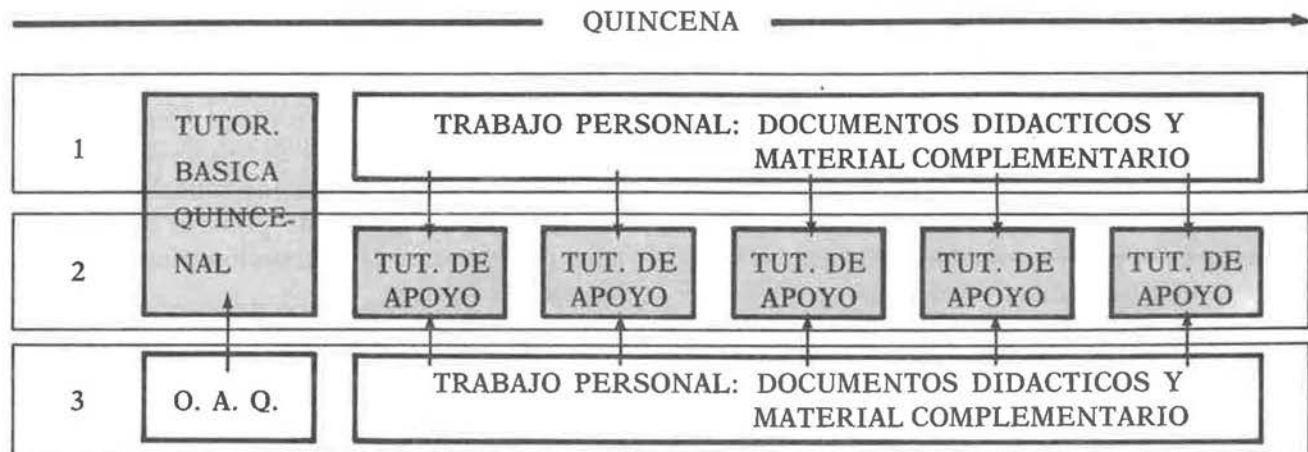 QUINCENA
1
TUTOR.
BASICA
QUINCE-
NAL
TRABAJO PERSONAL: DOCUMENTOS DIDACTICOS Y
MATERIAL COMPLEMENTARIO
2
TUT. DE
APOYO
TUT. DE
APOYO
TUT. DE
APOYO
TUT. DE
APOYO
TUT. DE
APOYO
3
O. A. Q.
TRABAJO PERSONAL: DOCUMENTOS DIDACTICOS Y
MATERIAL COMPLEMENTARIO